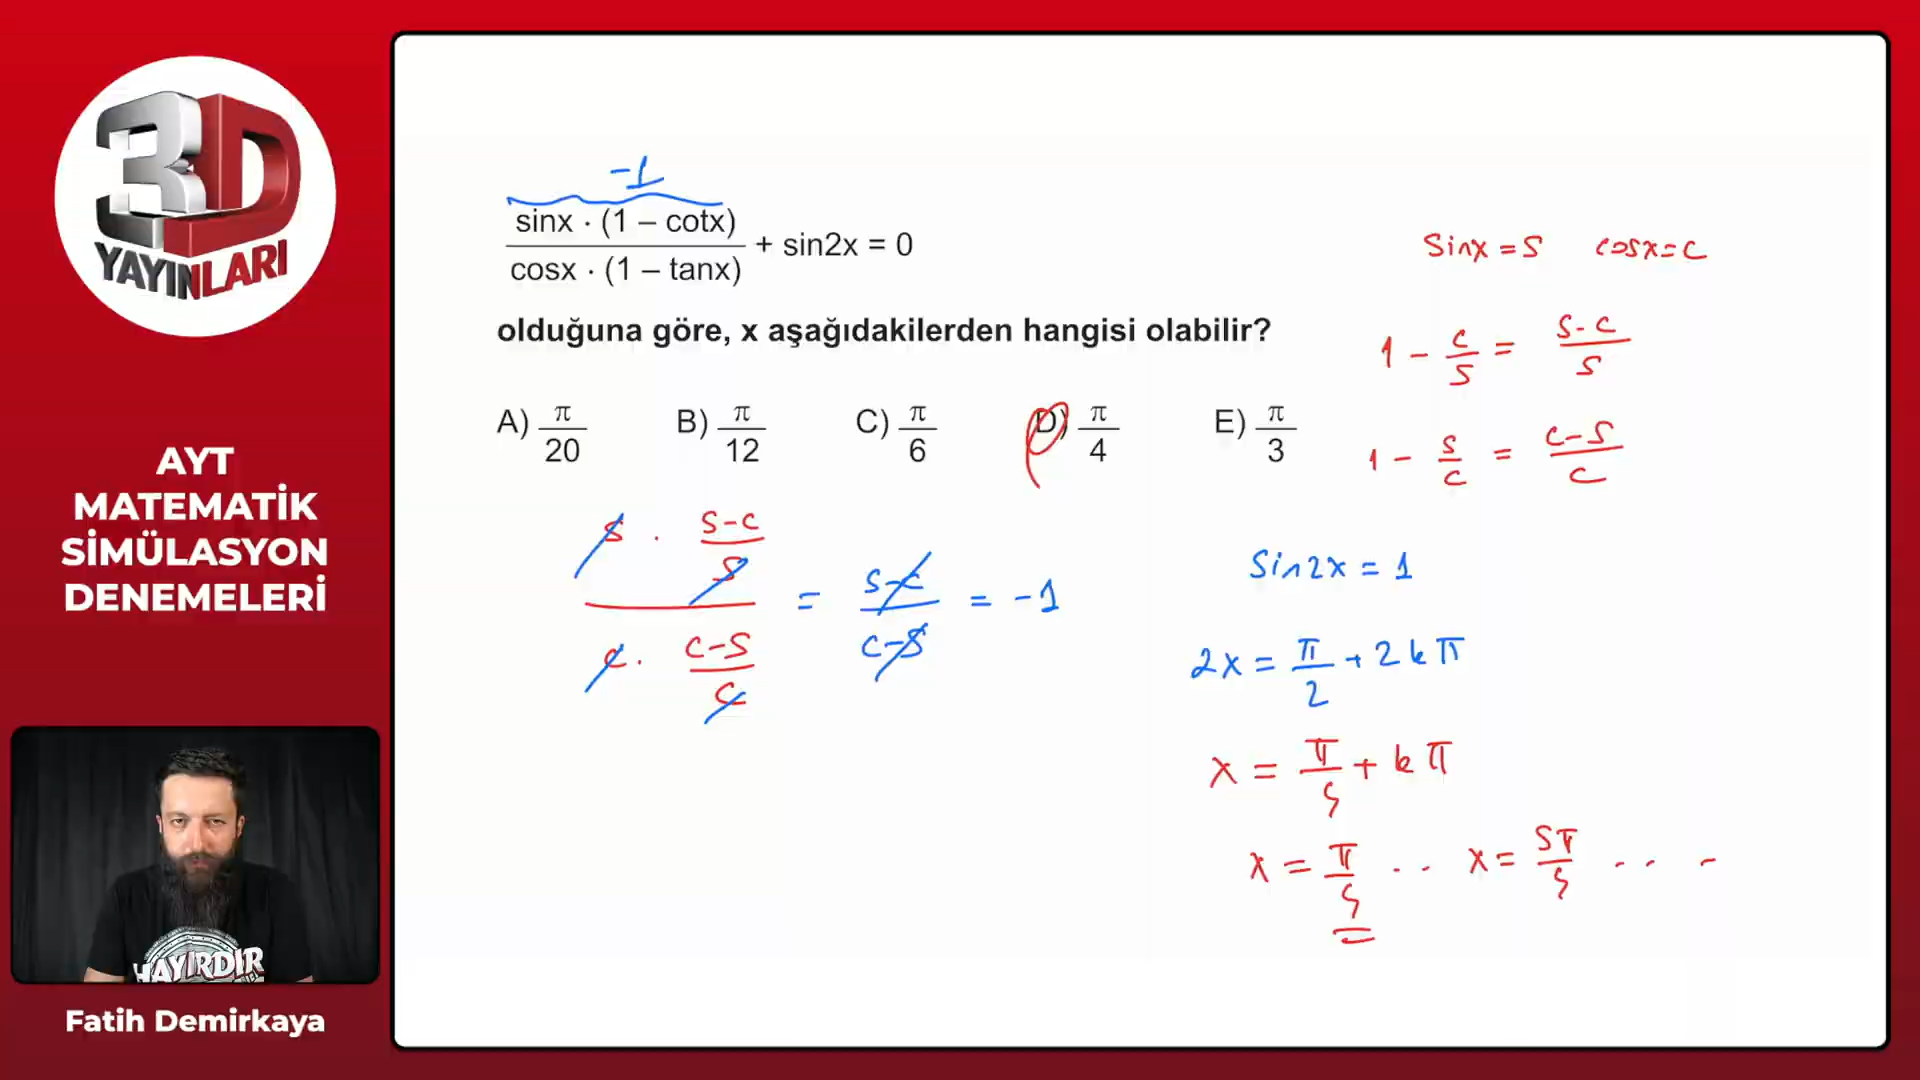 3D
YAYINLARI
AYT
MATEMATİK
SİMÜLASYON
DENEMELERİ
HAYIRDIR
Fatih Demirkaya
-1
sinx · (1 – cotx)
cosx · (1 – tanx)
+ sin2x = 0
olduğuna göre, x aşağıdakilerden hangisi olabilir?
A) π/20 B) π/12 C) π/6 D) π/4 E) π/3
s · (s-c)/s
c · (c-s)/c
= (s-c)/(c-s) = -1
Sinx = S cosx = c
1 - c/s = (s-c)/s
1 - s/c = (c-s)/c
Sin2x = 1
2x = π/2 + 2kπ
x = π/4 + kπ
x = π/4 .. x = 5π/4 . . .